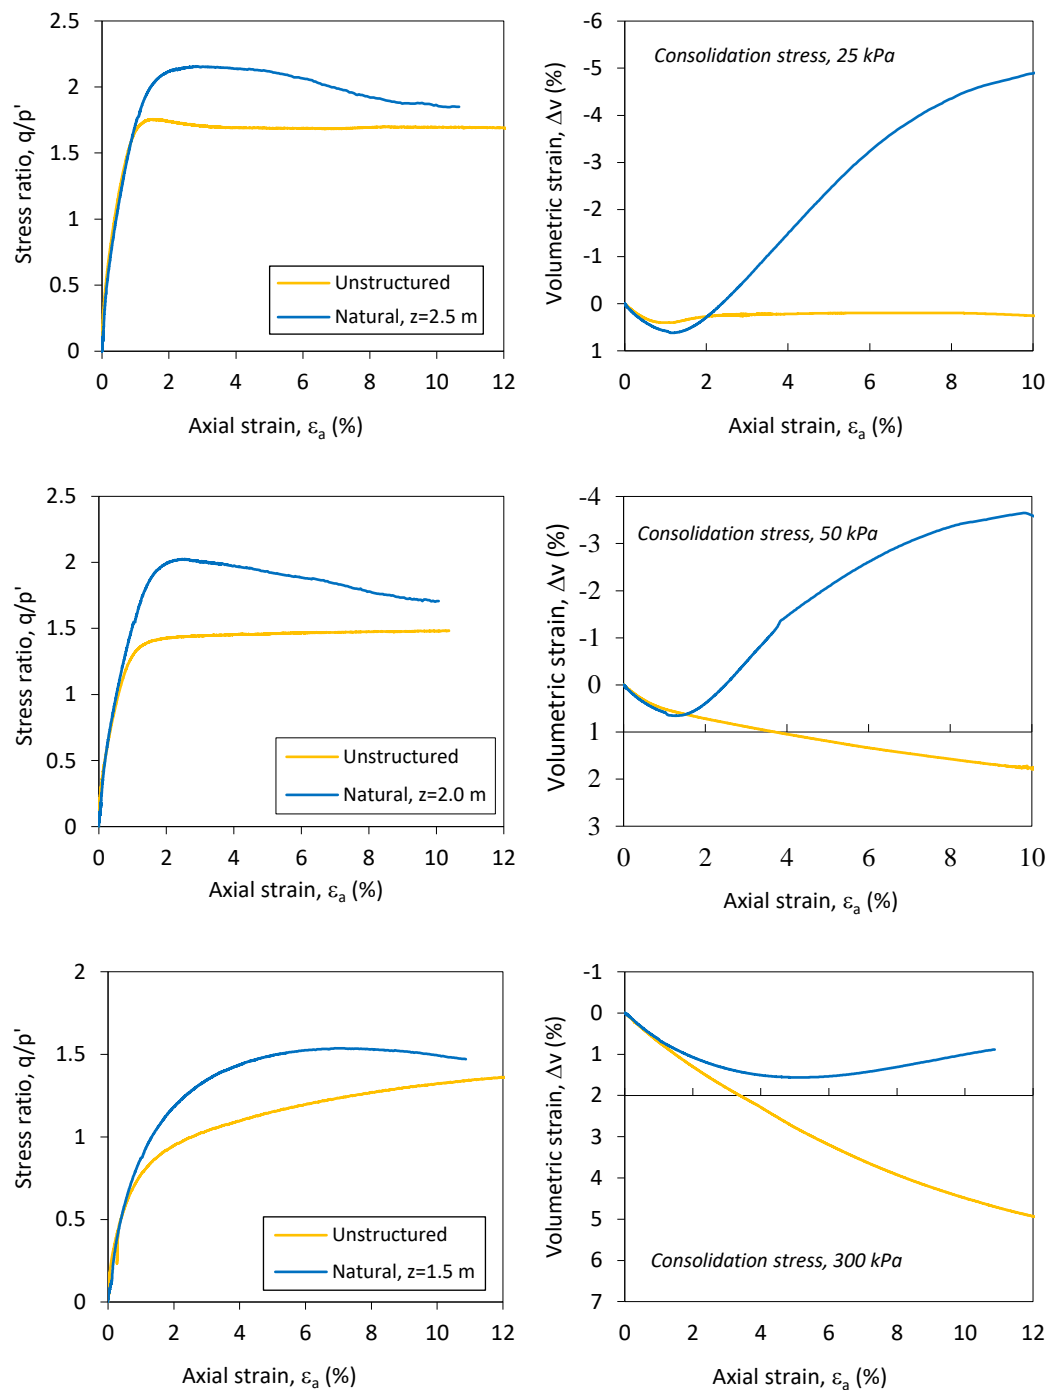 Stress ratio, q/p'
2.5
2
1.5
1
0.5
0
0 2 4 6 8 10 12
Axial strain, εa (%)
Unstructured
Natural, z=2.5 m
Volumetric strain, Δv (%)
-6
-5
-4
-3
-2
-1
0
1
0 2 4 6 8 10
Axial strain, εa (%)
Consolidation stress, 25 kPa
Stress ratio, q/p'
2.5
2
1.5
1
0.5
0
0 2 4 6 8 10 12
Axial strain, εa (%)
Unstructured
Natural, z=2.0 m
Volumetric strain, Δv (%)
-4
-3
-2
-1
0
1
2
3
0 2 4 6 8 10
Axial strain, εa (%)
Consolidation stress, 50 kPa
Stress ratio, q/p'
2
1.5
1
0.5
0
0 2 4 6 8 10 12
Axial strain, εa (%)
Unstructured
Natural, z=1.5 m
Volumetric strain, Δv (%)
-1
0
1
2
3
4
5
6
7
0 2 4 6 8 10 12
Axial strain, εa (%)
Consolidation stress, 300 kPa